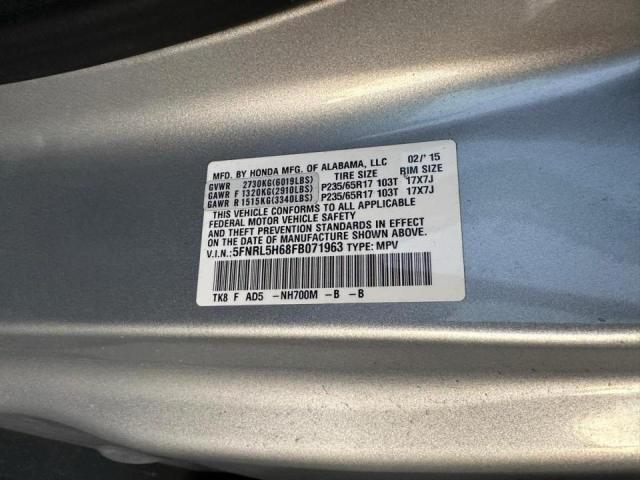 MFD. BY HONDA MFG. OF ALABAMA, LLC 02/'15
TIRE SIZE RIM SIZE
GVWR 2730KG(6019LBS)
GAWR F 1320KG(2910LBS) P235/65R17 103T 17X7J
GAWR R 1515KG(3340LBS) P235/65R17 103T 17X7J
THIS VEHICLE CONFORMS TO ALL APPLICABLE
FEDERAL MOTOR VEHICLE SAFETY
AND THEFT PREVENTION STANDARDS IN
EFFECT ON THE DATE OF MANUFACTURE SHOWN ABOVE.
V.I.N.:5FNRL5H68FB071963 TYPE: MPV
TK8 F AD5 -NH700M -B -B